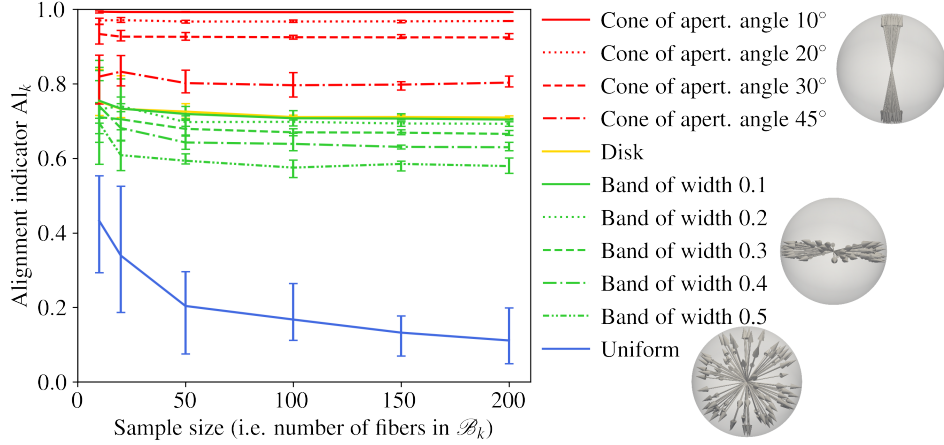 1.0
0.8
0.6
0.4
0.2
0.0
Alignment indicator Al_k
0
50
100
150
200
Sample size (i.e. number of fibers in ℬ_k)
Cone of apert. angle 10°
Cone of apert. angle 20°
Cone of apert. angle 30°
Cone of apert. angle 45°
Disk
Band of width 0.1
Band of width 0.2
Band of width 0.3
Band of width 0.4
Band of width 0.5
Uniform